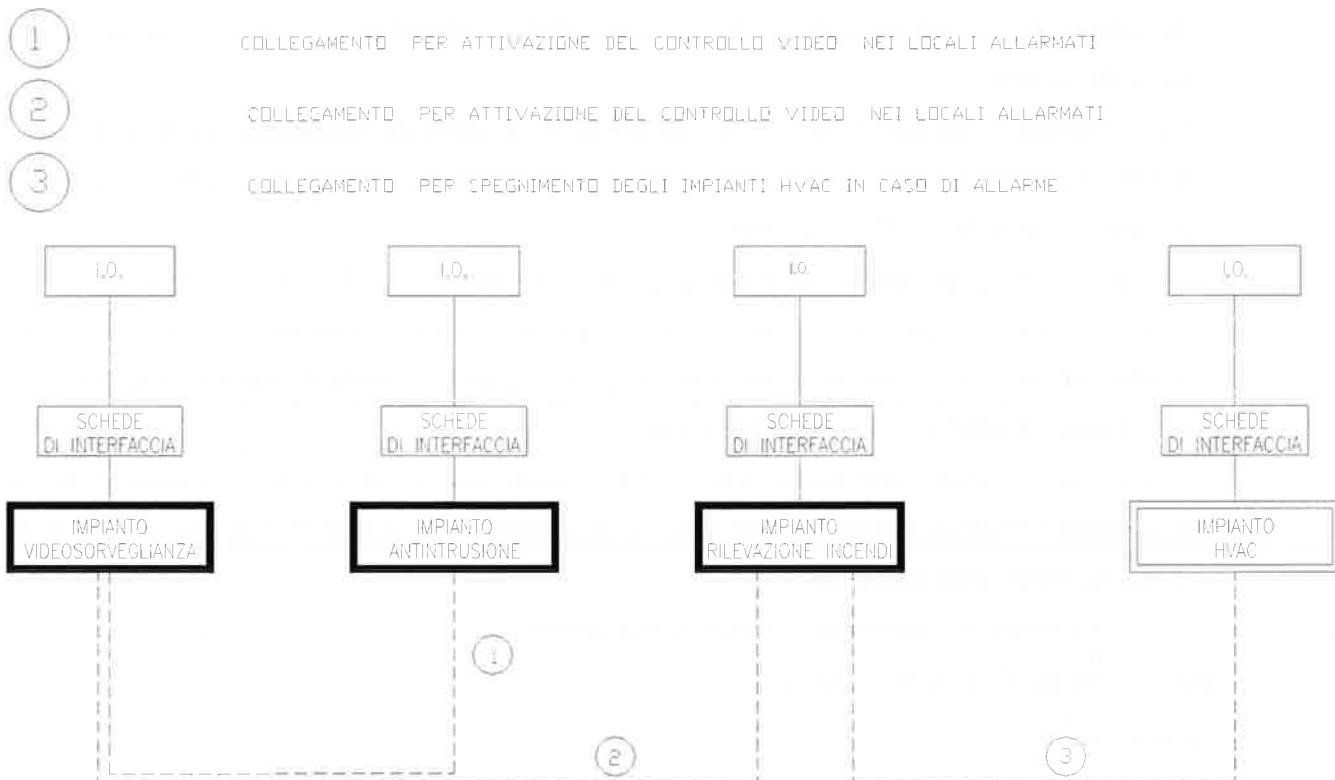 1
COLLEGAMENTO PER ATTIVAZIONE DEL CONTROLLO VIDEO NEI LOCALI ALLARMATI
2
COLLEGAMENTO PER ATTIVAZIONE DEL CONTROLLO VIDEO NEI LOCALI ALLARMATI
3
COLLEGAMENTO PER SPEGNIMENTO DEGLI IMPIANTI HVAC IN CASO DI ALLARME
I.O.
I.O.
I.O.
I.O.
SCHEDE
DI INTERFACCIA
SCHEDE
DI INTERFACCIA
SCHEDE
DI INTERFACCIA
SCHEDE
DI INTERFACCIA
IMPIANTO
VIDEOSORVEGLIANZA
IMPIANTO
ANTINTRUSIONE
IMPIANTO
RILEVAZIONE INCENDI
IMPIANTO
HVAC
1
2
3